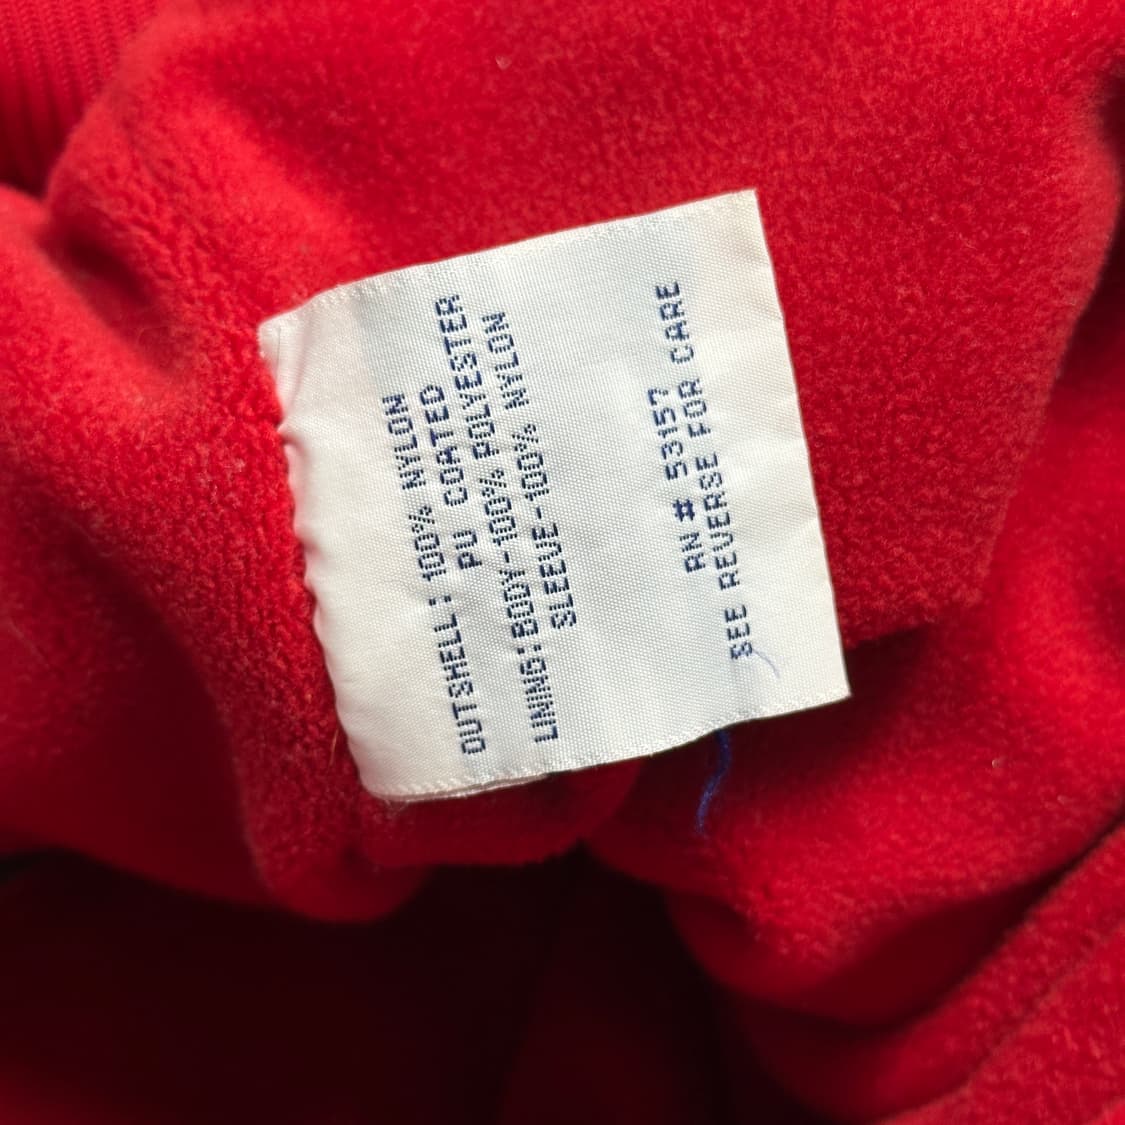 OUTSHELL: 100% NYLON
PU COATED
LINING: BODY-100% POLYESTER
SLEEVE-100% NYLON
RN # 53157
SEE REVERSE FOR CARE